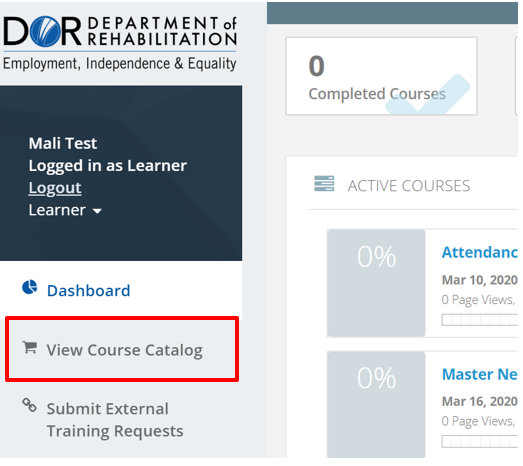 DOR DEPARTMENT of
REHABILITATION
Employment, Independence & Equality
Mali Test
Logged in as Learner
Logout
Learner
Dashboard
View Course Catalog
Submit External
Training Requests
0
Completed Courses
ACTIVE COURSES
0%
Attendanc
Mar 10, 2020
0 Page Views,
0%
Master Ne
Mar 16, 2020
0 Page Views,